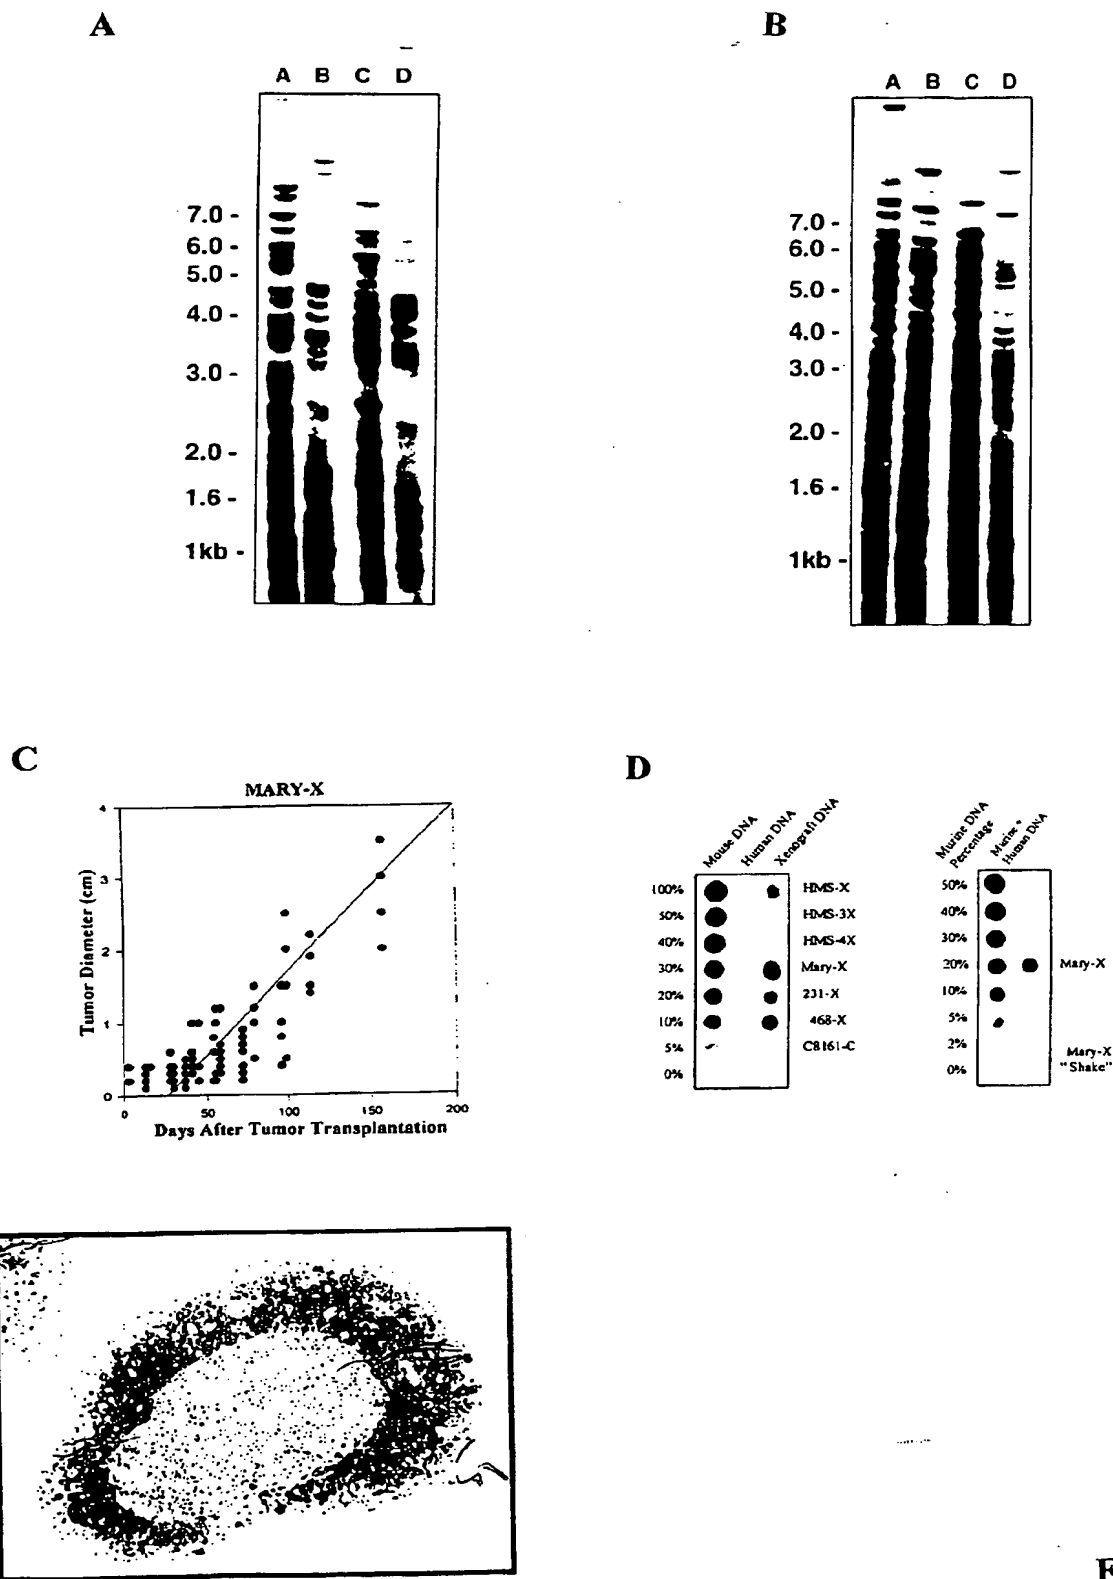 A
A B C D
7.0 -
6.0 -
5.0 -
4.0 -
3.0 -
2.0 -
1.6 -
1kb -
B
A B C D
7.0 -
6.0 -
5.0 -
4.0 -
3.0 -
2.0 -
1.6 -
1kb -
C
MARY-X
Tumor Diameter (cm)
4
3
2
1
0
0 50 100 150 200
Days After Tumor Transplantation
D
Mouse DNA
Human DNA
Xenograft DNA
100% HMS-X
50% HMS-3X
40% HMS-4X
30% Mary-X
20% 231-X
10% 468-X
5% C8161-C
0%
Murine DNA
Percentage
Murine +
Human DNA
50%
40%
30%
20% Mary-X
10%
5%
2%
0%
Mary-X
"Shake"